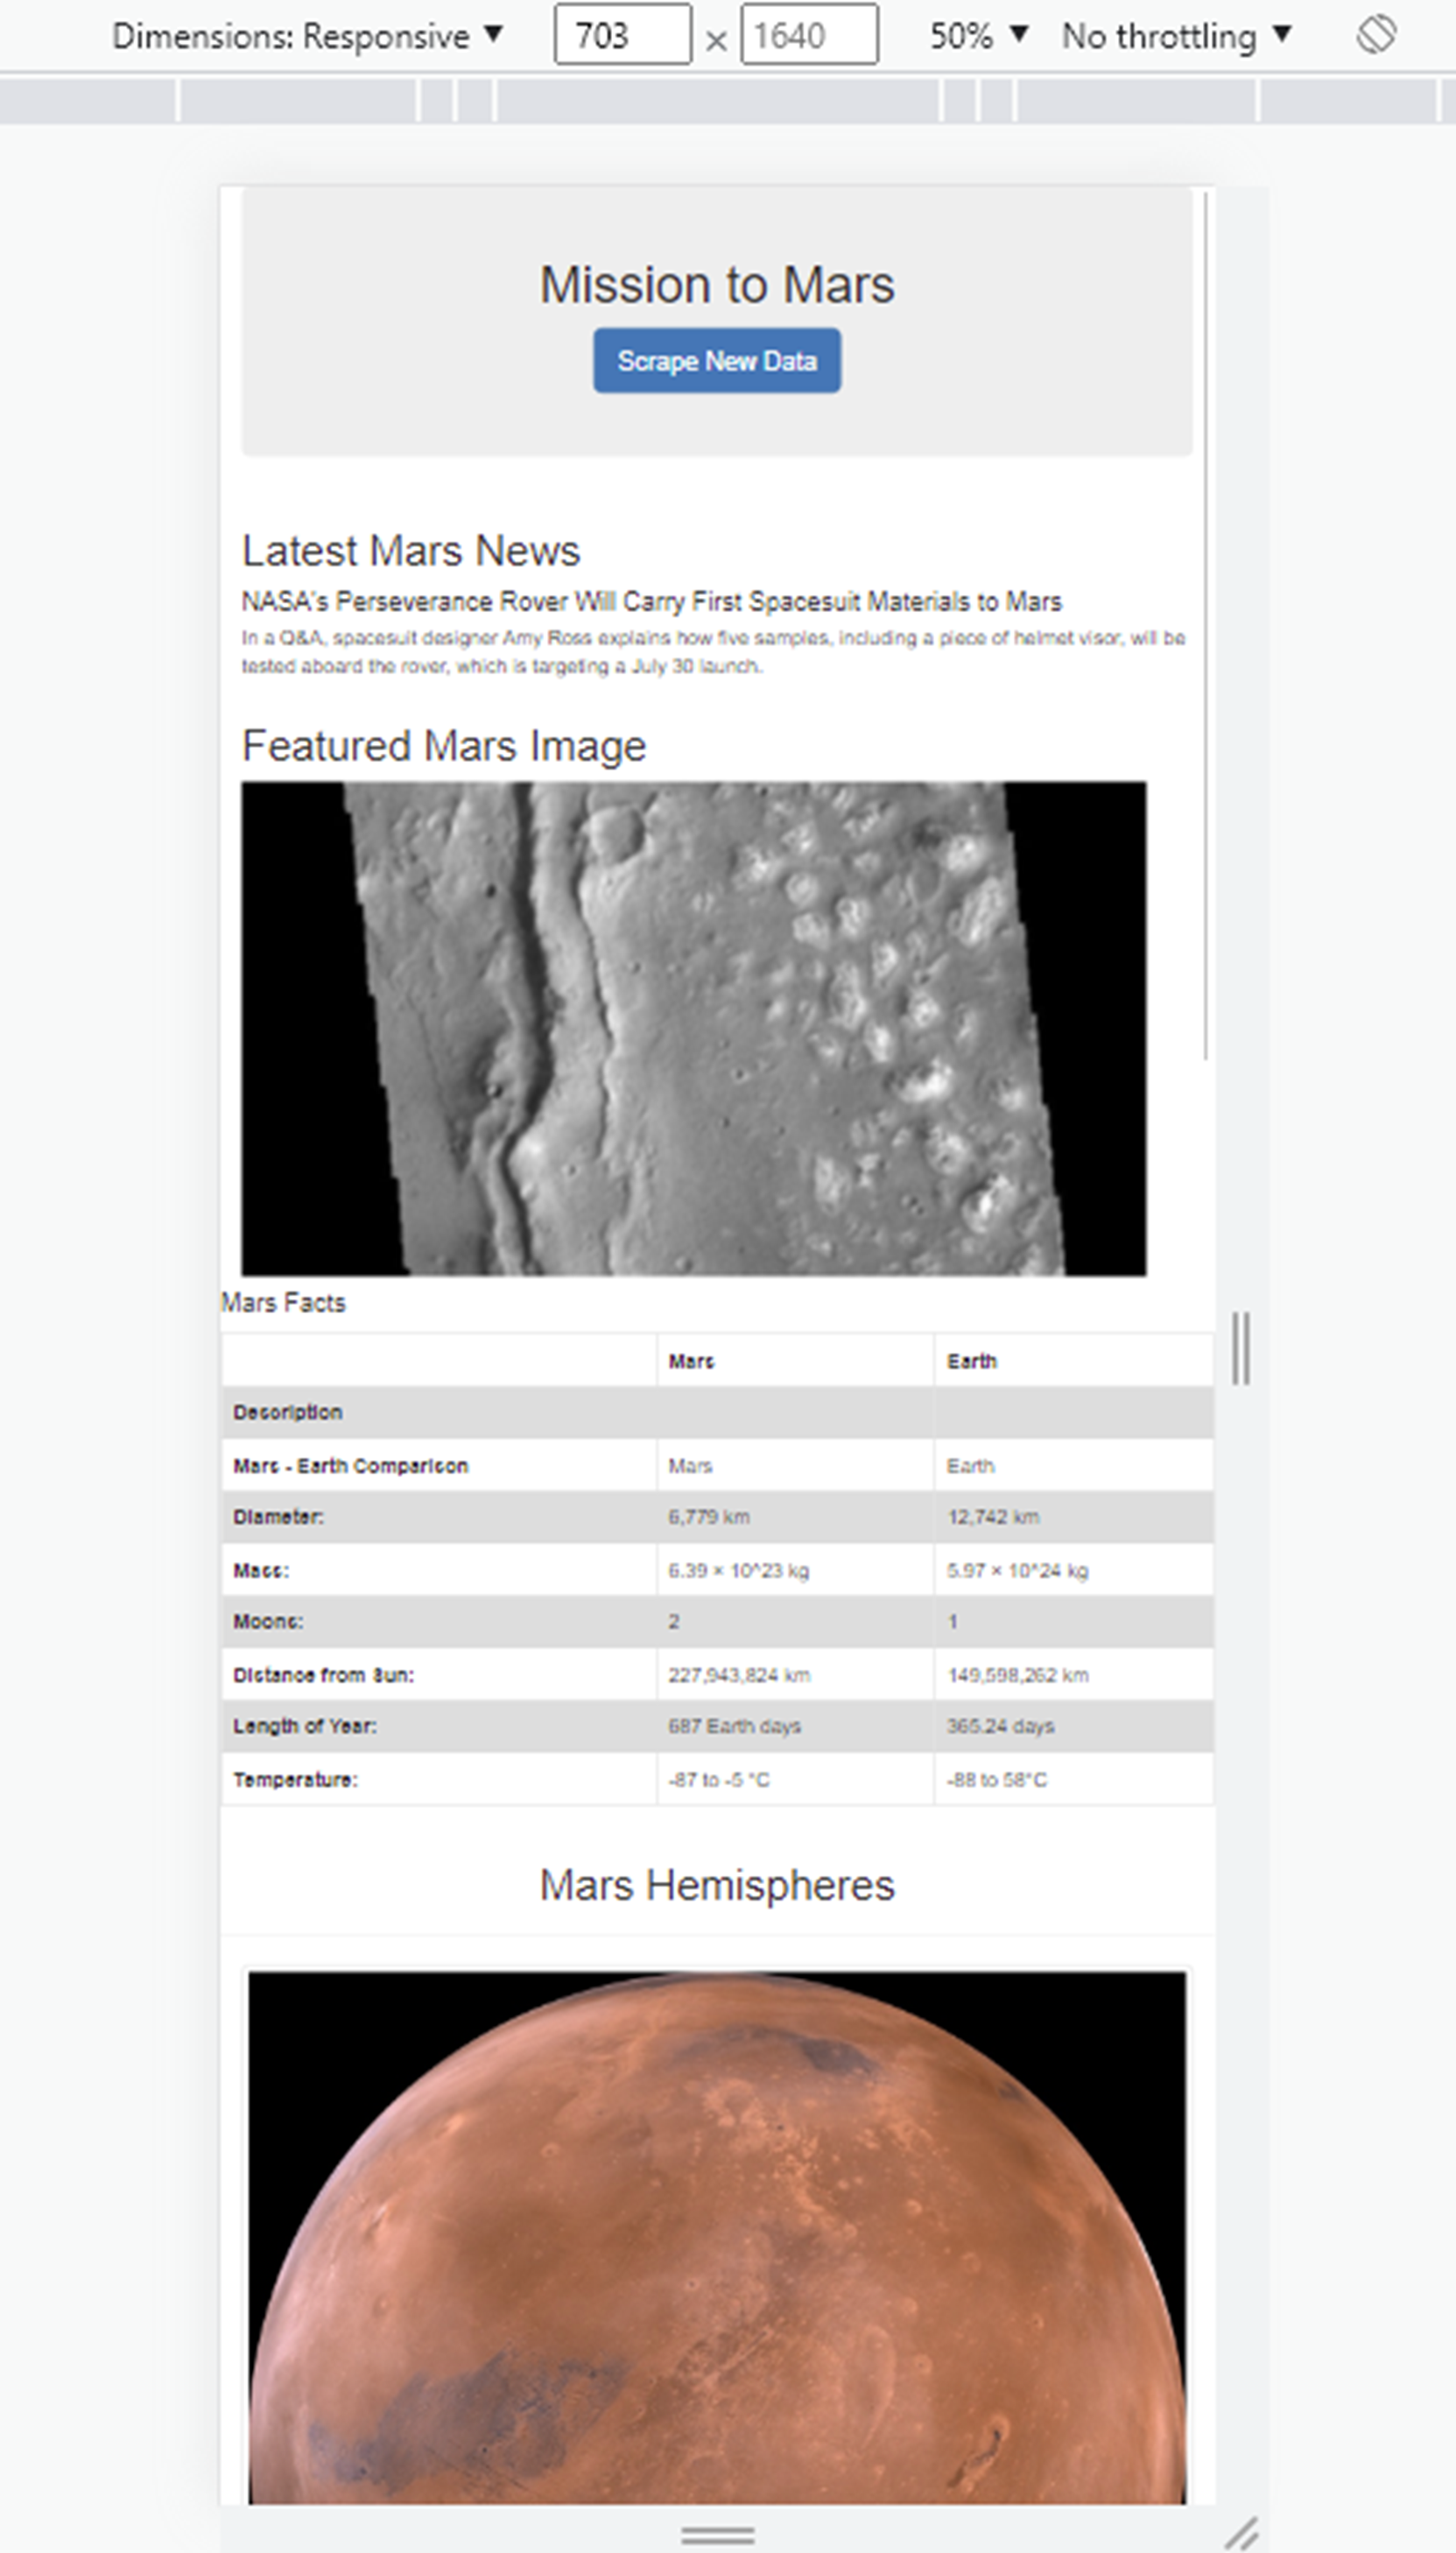 Dimensions: Responsive ▼ 703 × 1640 50% ▼ No throttling ▼
Mission to Mars
Scrape New Data
Latest Mars News
NASA's Perseverance Rover Will Carry First Spacesuit Materials to Mars
In a Q&A, spacesuit designer Amy Ross explains how five samples, including a piece of helmet visor, will be
tested aboard the rover, which is targeting a July 30 launch.
Featured Mars Image
Mars Facts
Mars Earth
Description
Mars - Earth Comparison Mars Earth
Diameter: 6,779 km 12,742 km
Mass: 6.39 × 10^23 kg 5.97 × 10^24 kg
Moons: 2 1
Distance from Sun: 227,943,824 km 149,598,262 km
Length of Year: 687 Earth days 365.24 days
Temperature: -87 to -5 °C -88 to 58°C
Mars Hemispheres